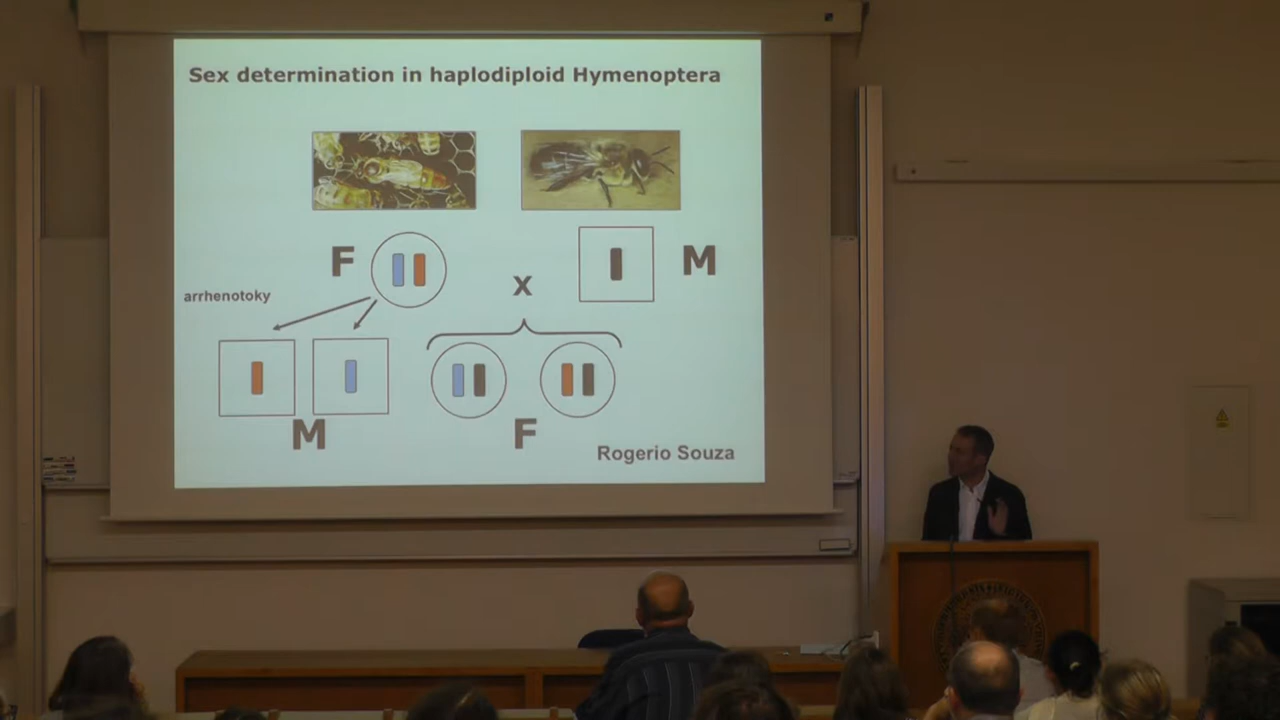 Sex determination in haplodiploid Hymenoptera
F
M
x
arrhenotoky
M
F
Rogerio Souza